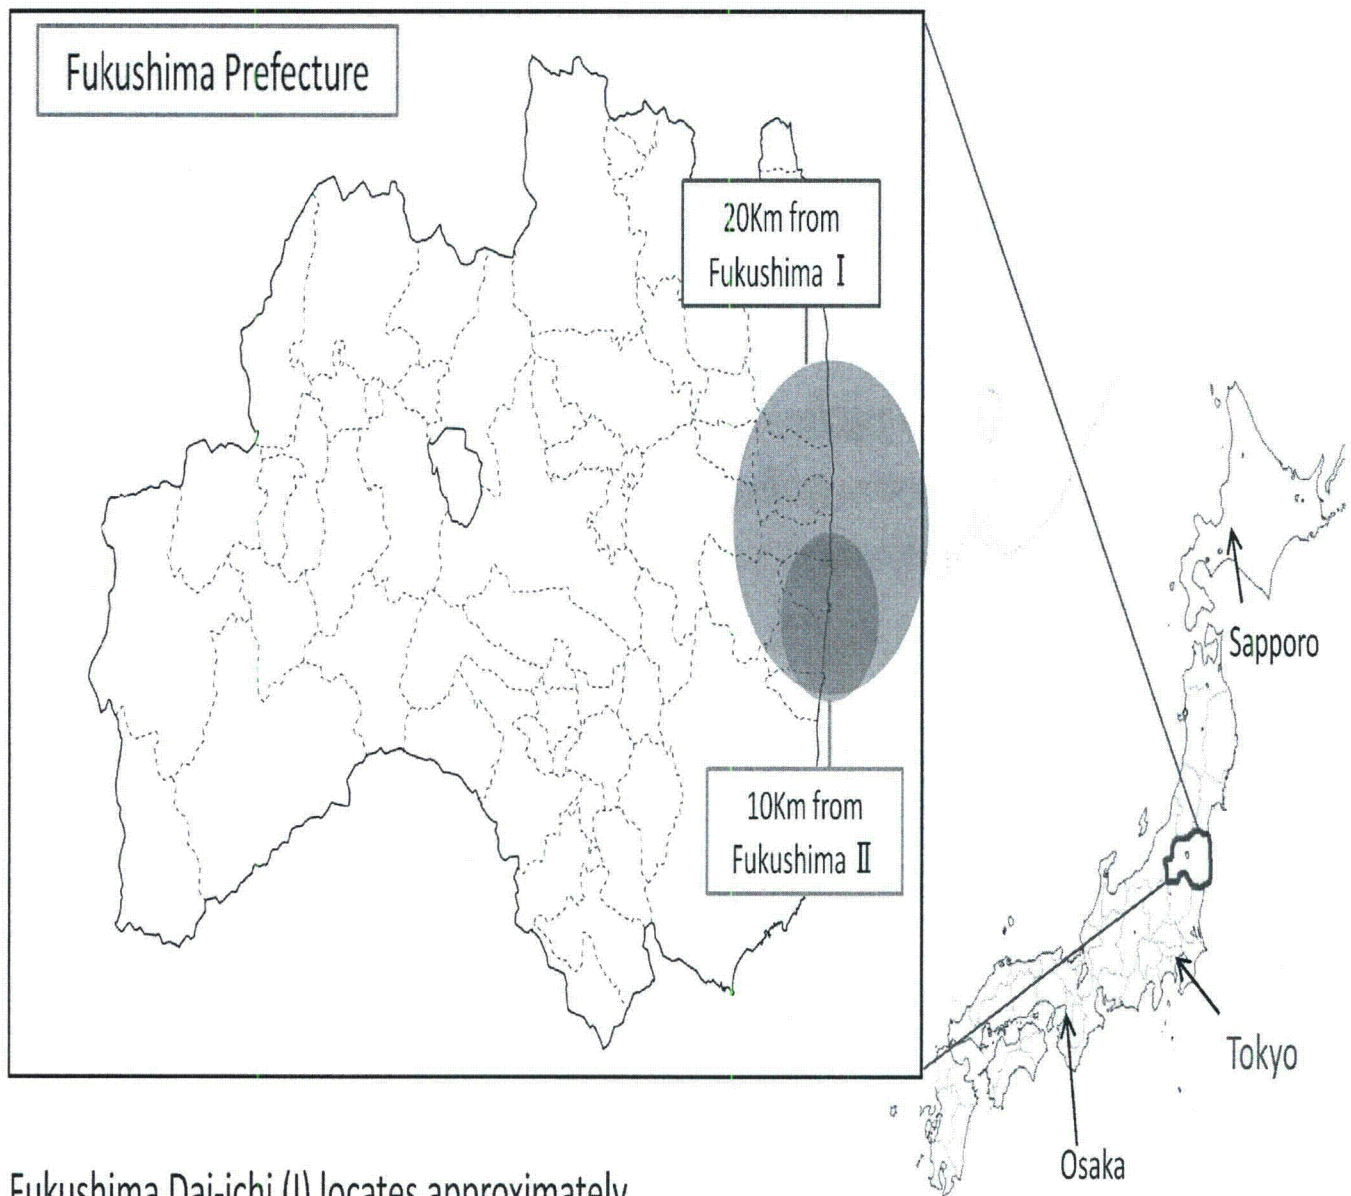 Fukushima Prefecture
20Km from
Fukushima Ⅰ
10Km from
Fukushima Ⅱ
Sapporo
Tokyo
Osaka
Fukushima Dai-ichi (I) locates approximately